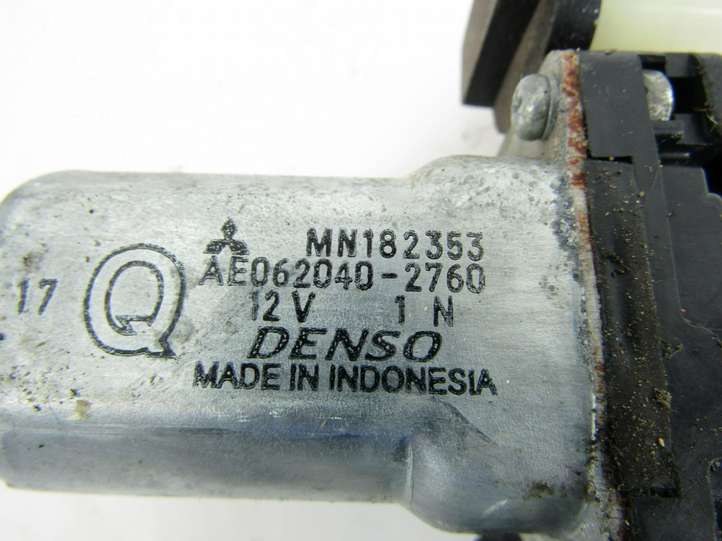 MN182353
AE062040-2760
17 Q 12V 1 N
DENSO
MADE IN INDONESIA